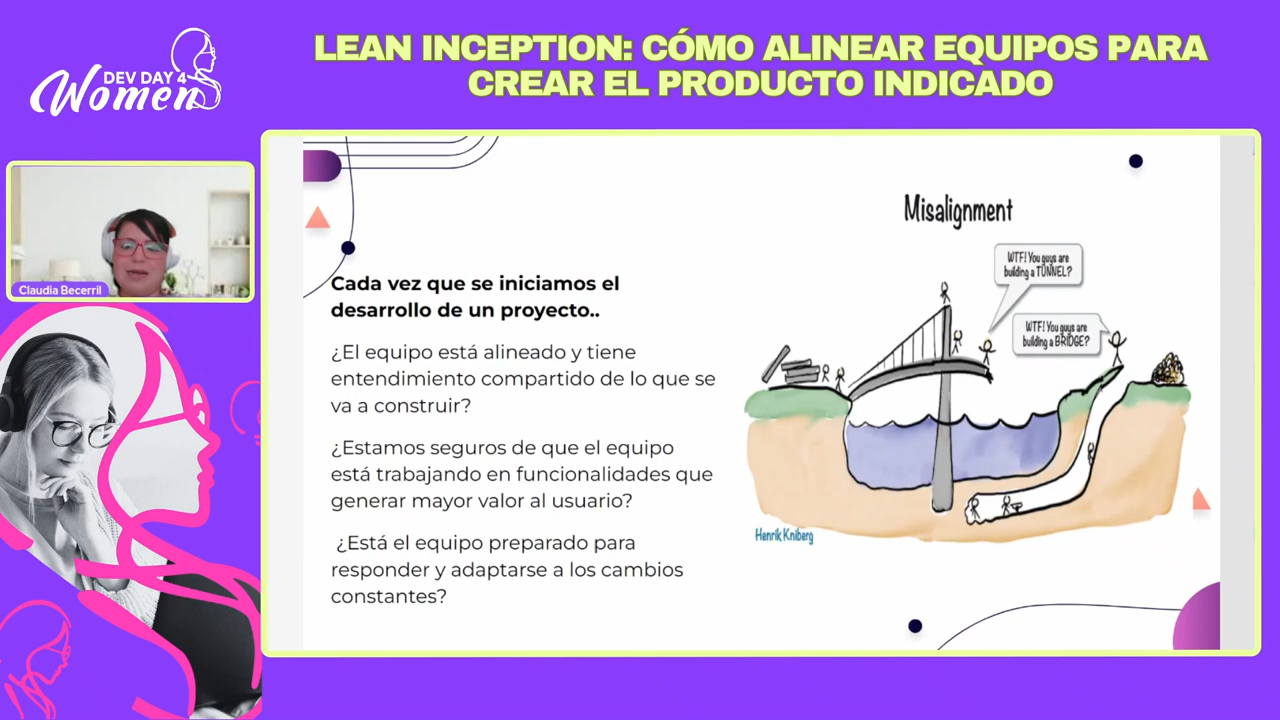 DEV DAY 4
Women
LEAN INCEPTION: CÓMO ALINEAR EQUIPOS PARA
CREAR EL PRODUCTO INDICADO
Claudia Becerril
Cada vez que se iniciamos el
desarrollo de un proyecto..
¿El equipo está alineado y tiene
entendimiento compartido de lo que se
va a construir?
¿Estamos seguros de que el equipo
está trabajando en funcionalidades que
generar mayor valor al usuario?
¿Está el equipo preparado para
responder y adaptarse a los cambios
constantes?
Misalignment
WTF! You guys are
building a TUNNEL?
WTF! You guys are
building a BRIDGE?
Henrik Kniberg